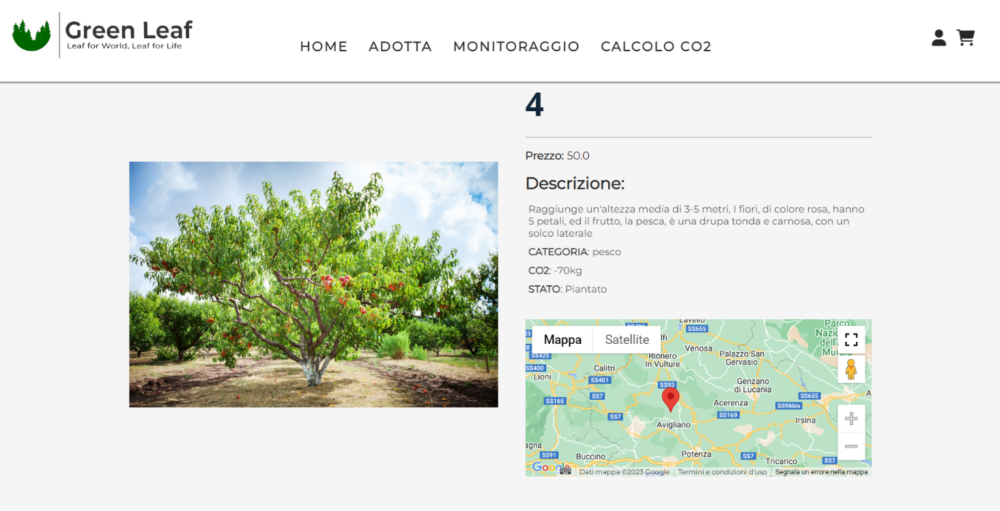 Green Leaf
Leaf for World, Leaf for Life
HOME ADOTTA MONITORAGGIO CALCOLO CO2
4
Prezzo: 50.0
Descrizione:
Raggiunge un'altezza media di 3-5 metri, I fiori, di colore rosa, hanno
5 petali, ed il frutto, la pesca, è una drupa tonda e carnosa, con un
solco laterale
CATEGORIA: pesco
CO2: -70kg
STATO: Piantato
Mappa Satellite
Lavello
SS655
Parco
Venosa
Palazzo San
Gervasio
SS425
Rionero
In Vulture
SS400
Lioni
Calitri
SS401
SS93
Genzano
di Lucania
SS7
SS165
SS655
Acerenza
SS96bis
SS7
SS169
Irsina
Avigliano
SS91
Buccino
Potenza
SS7
Tricarico
SS7
Google
Dati mappa ©2023 Google
Termini e condizioni d'uso
Segnala un errore nella mappa